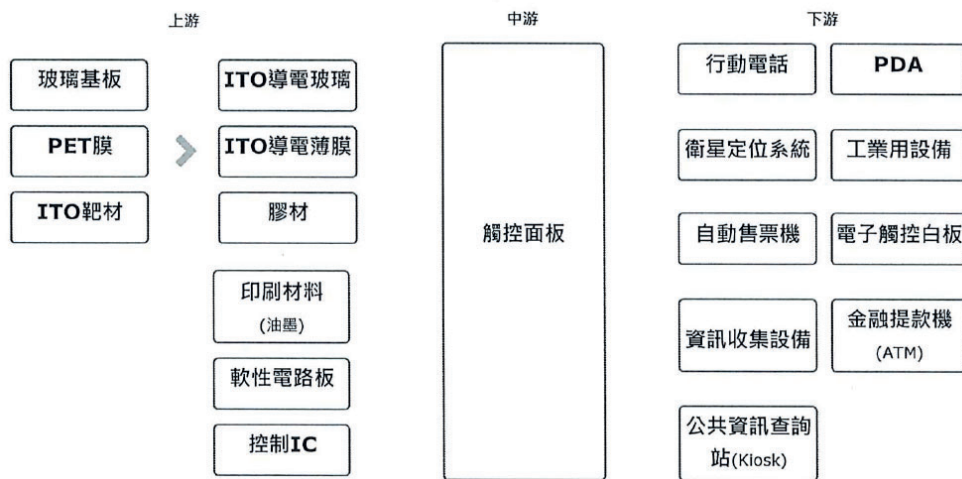 上游
中游
下游
玻璃基板
PET膜
ITO靶材
ITO導電玻璃
ITO導電薄膜
膠材
印刷材料
(油墨)
軟性電路板
控制IC
觸控面板
行動電話
PDA
衛星定位系統
工業用設備
自動售票機
電子觸控白板
資訊收集設備
金融提款機
(ATM)
公共資訊查詢
站(Kiosk)